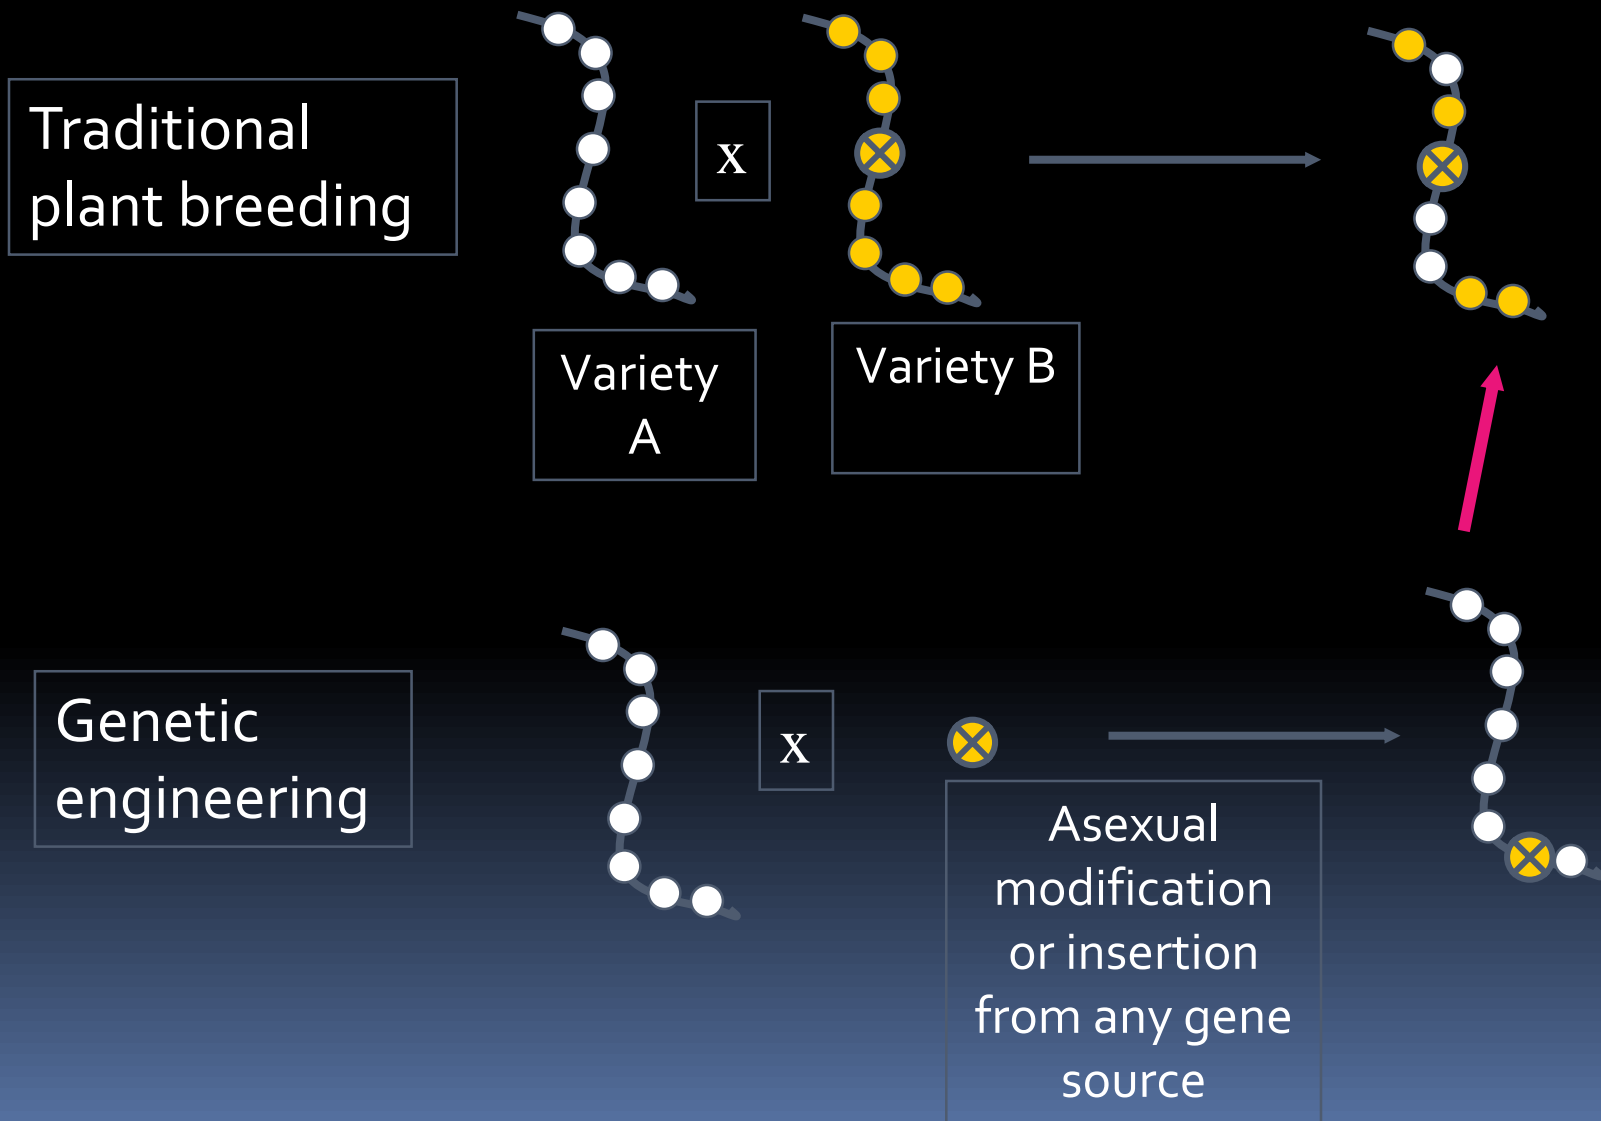 Traditional
plant breeding
x
Variety
A
Variety B
Genetic
engineering
x
Asexual
modification
or insertion
from any gene
source